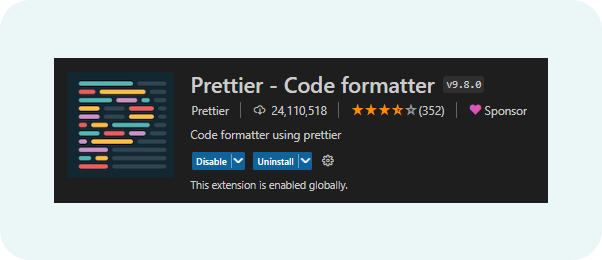 Prettier - Code formatter v9.8.0
Prettier 24,110,518 (352) Sponsor
Code formatter using prettier
Disable Uninstall
This extension is enabled globally.